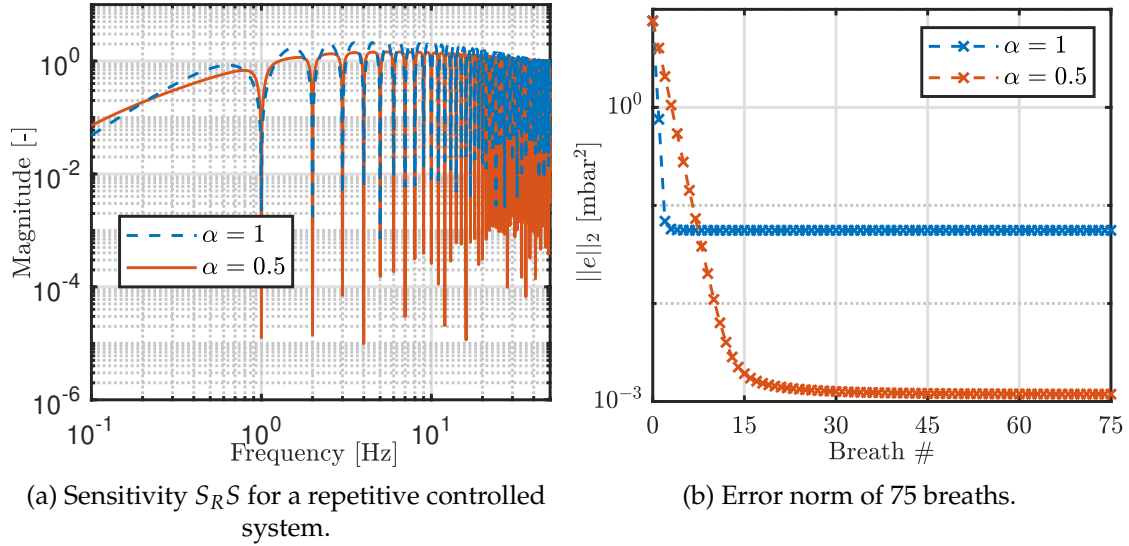 10^0
10^-2
10^-4
10^-6
Magnitude [-]
α = 1
α = 0.5
10^-1
10^0
10^1
Frequency [Hz]
(a) Sensitivity S_R S for a repetitive controlled
system.
α = 1
α = 0.5
10^0
10^-3
||e||_2 [mbar^2]
0
15
30
45
60
75
Breath #
(b) Error norm of 75 breaths.